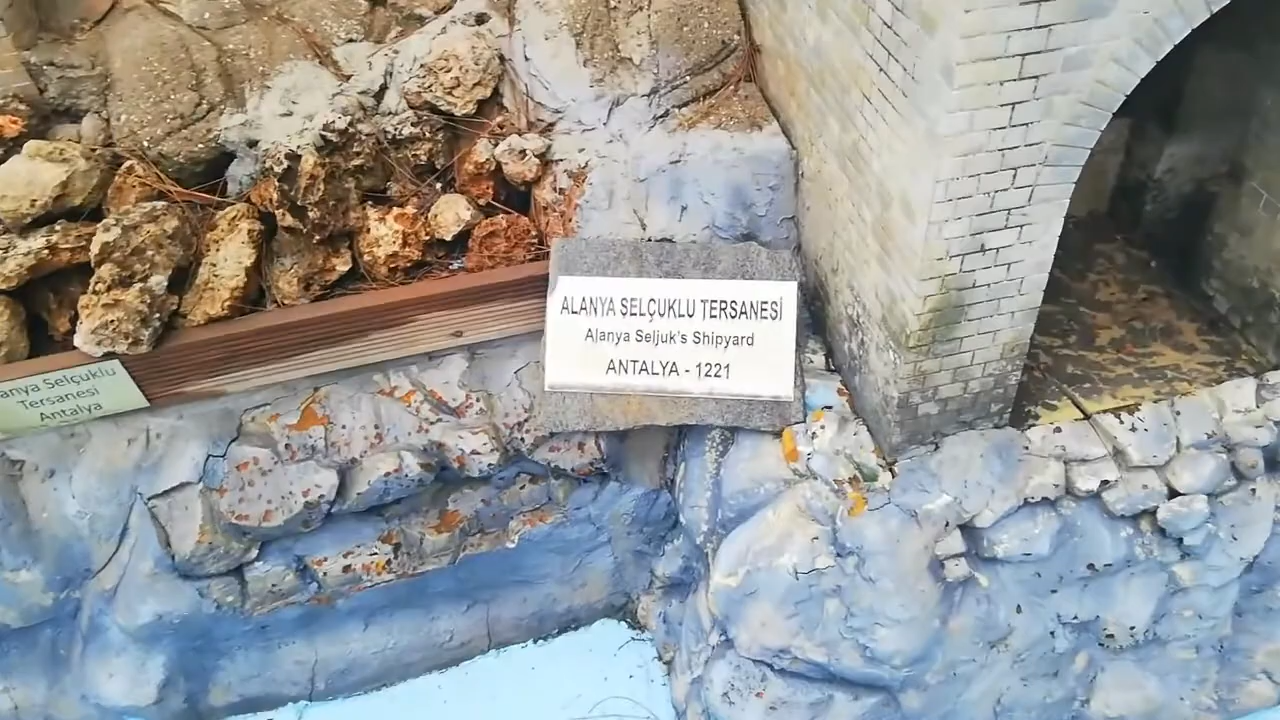 ALANYA SELÇUKLU TERSANESİ
Alanya Seljuk's Shipyard
ANTALYA - 1221
anya Selçuklu
Tersanesi
Antalya